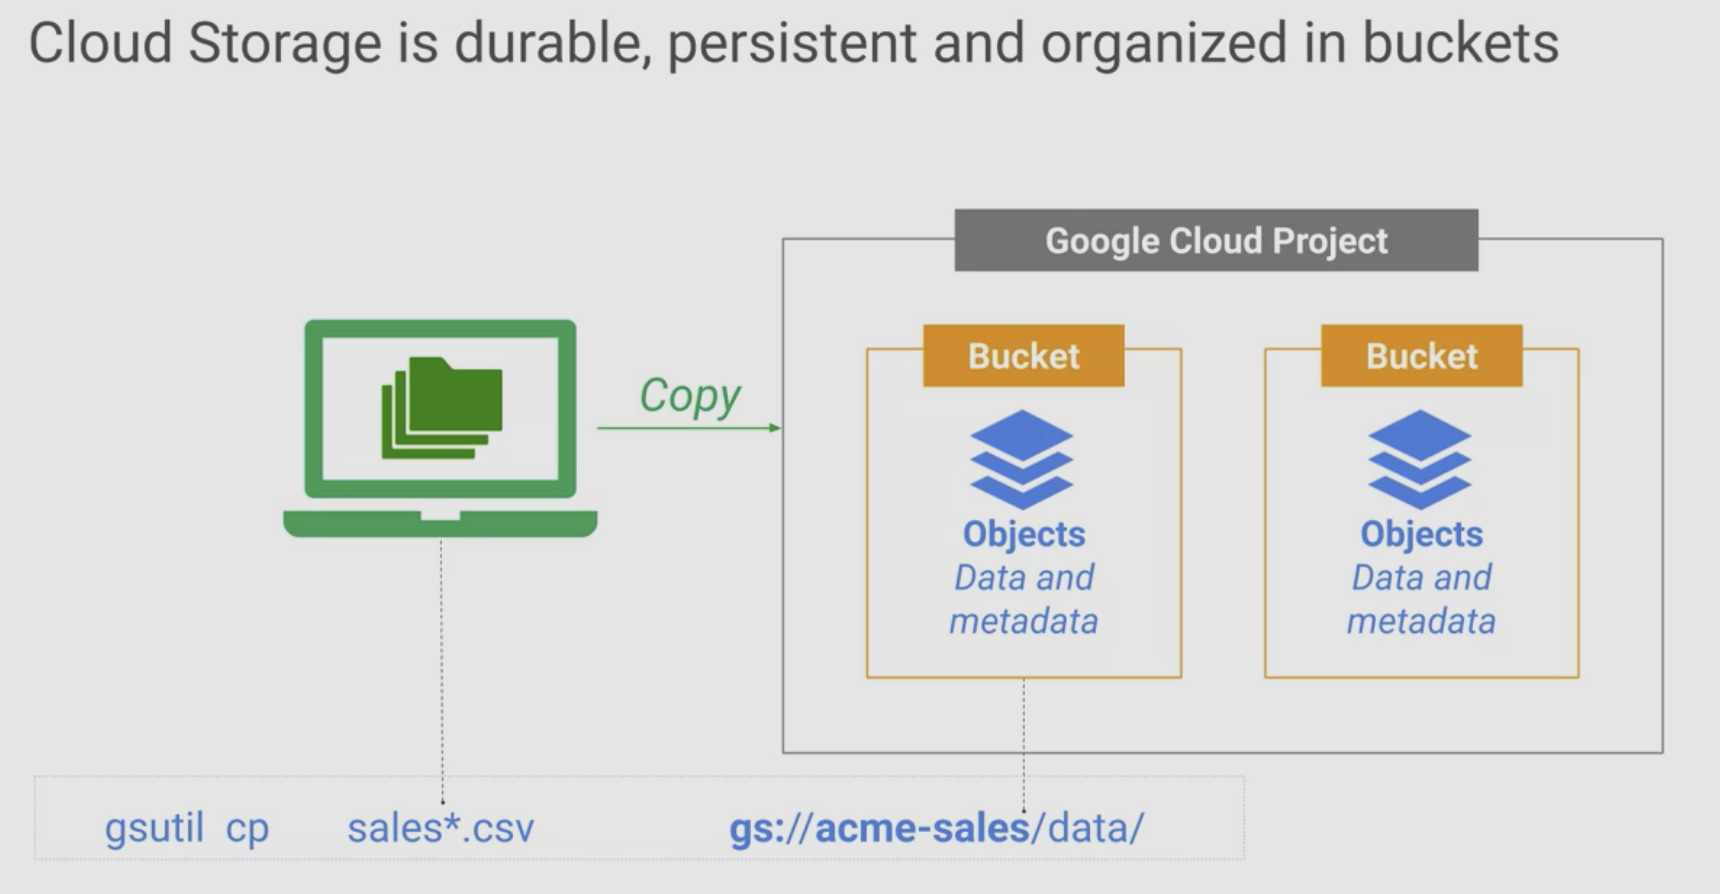 Cloud Storage is durable, persistent and organized in buckets
Google Cloud Project
Bucket
Bucket
Copy
Objects
Data and
metadata
Objects
Data and
metadata
gsutil cp sales*.csv gs://acme-sales/data/